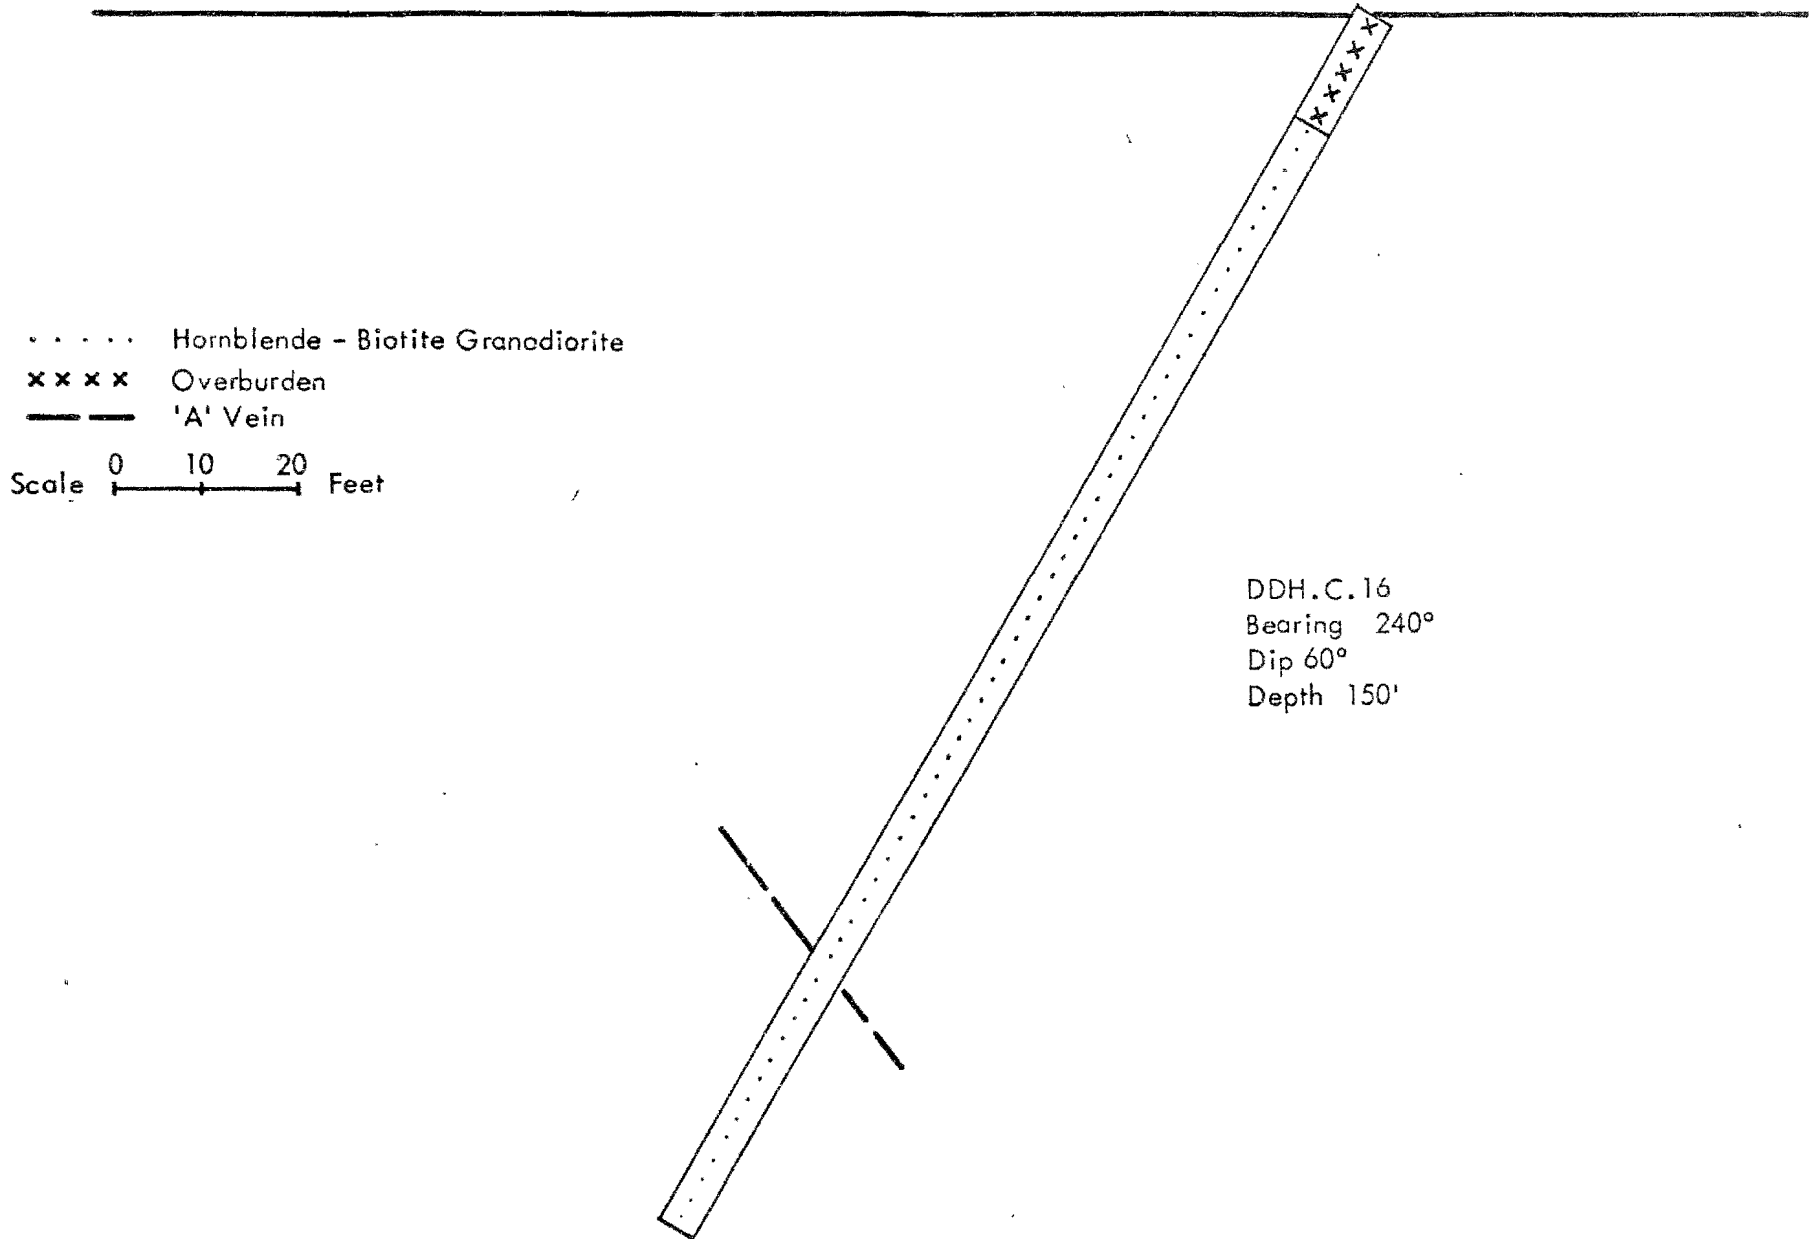 Hornblende - Biotite Granodiorite
x x x x Overburden
'A' Vein
0 10 20
Scale Feet
DDH.C.16
Bearing 240°
Dip 60°
Depth 150'